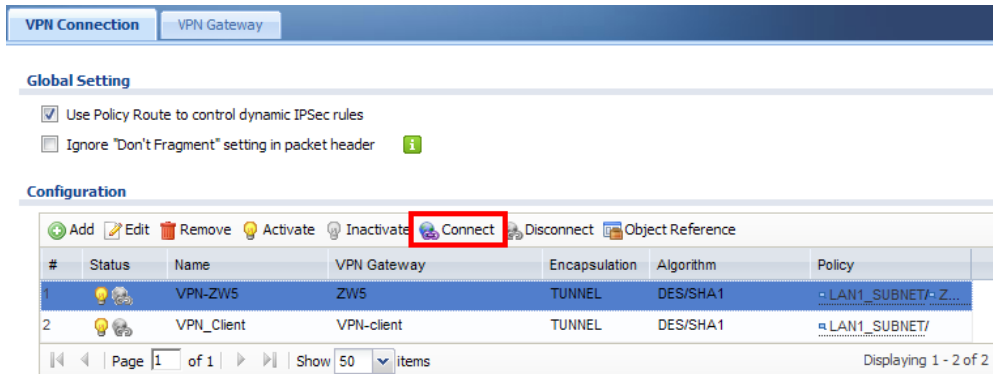 VPN Connection VPN Gateway
Global Setting
Use Policy Route to control dynamic IPSec rules
Ignore "Don't Fragment" setting in packet header i
Configuration
Add Edit Remove Activate Inactivate Connect Disconnect Object Reference
# Status Name VPN Gateway Encapsulation Algorithm Policy
1 VPN-ZW5 ZW5 TUNNEL DES/SHA1 LAN1_SUBNET/ Z...
2 VPN_Client VPN-client TUNNEL DES/SHA1 LAN1_SUBNET/
Page 1 of 1 Show 50 items Displaying 1 - 2 of 2